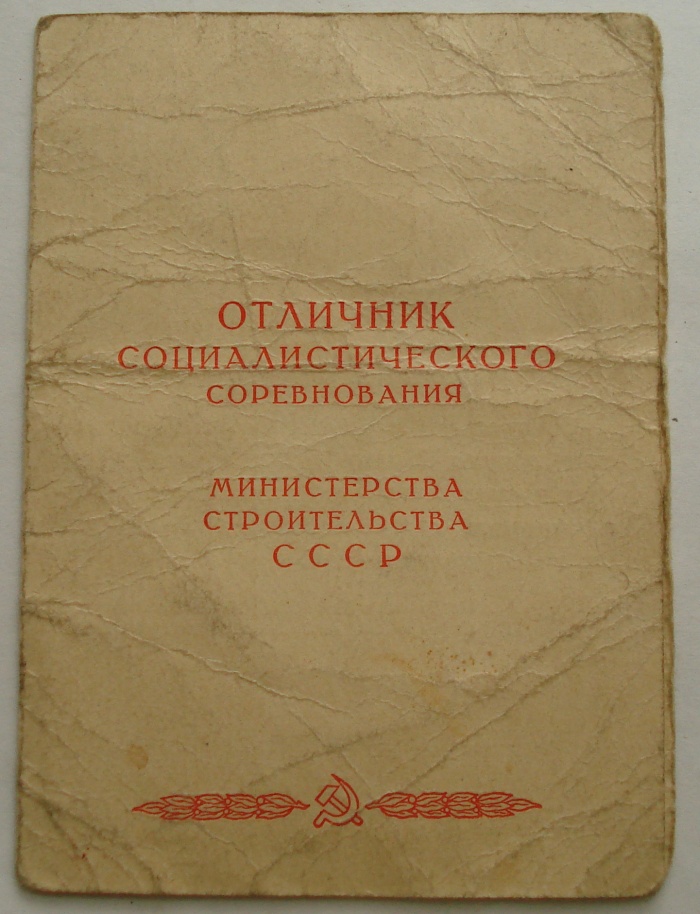 ОТЛИЧНИК
СОЦИАЛИСТИЧЕСКОГО
СОРЕВНОВАНИЯ
МИНИСТЕРСТВА
СТРОИТЕЛЬСТВА
СССР